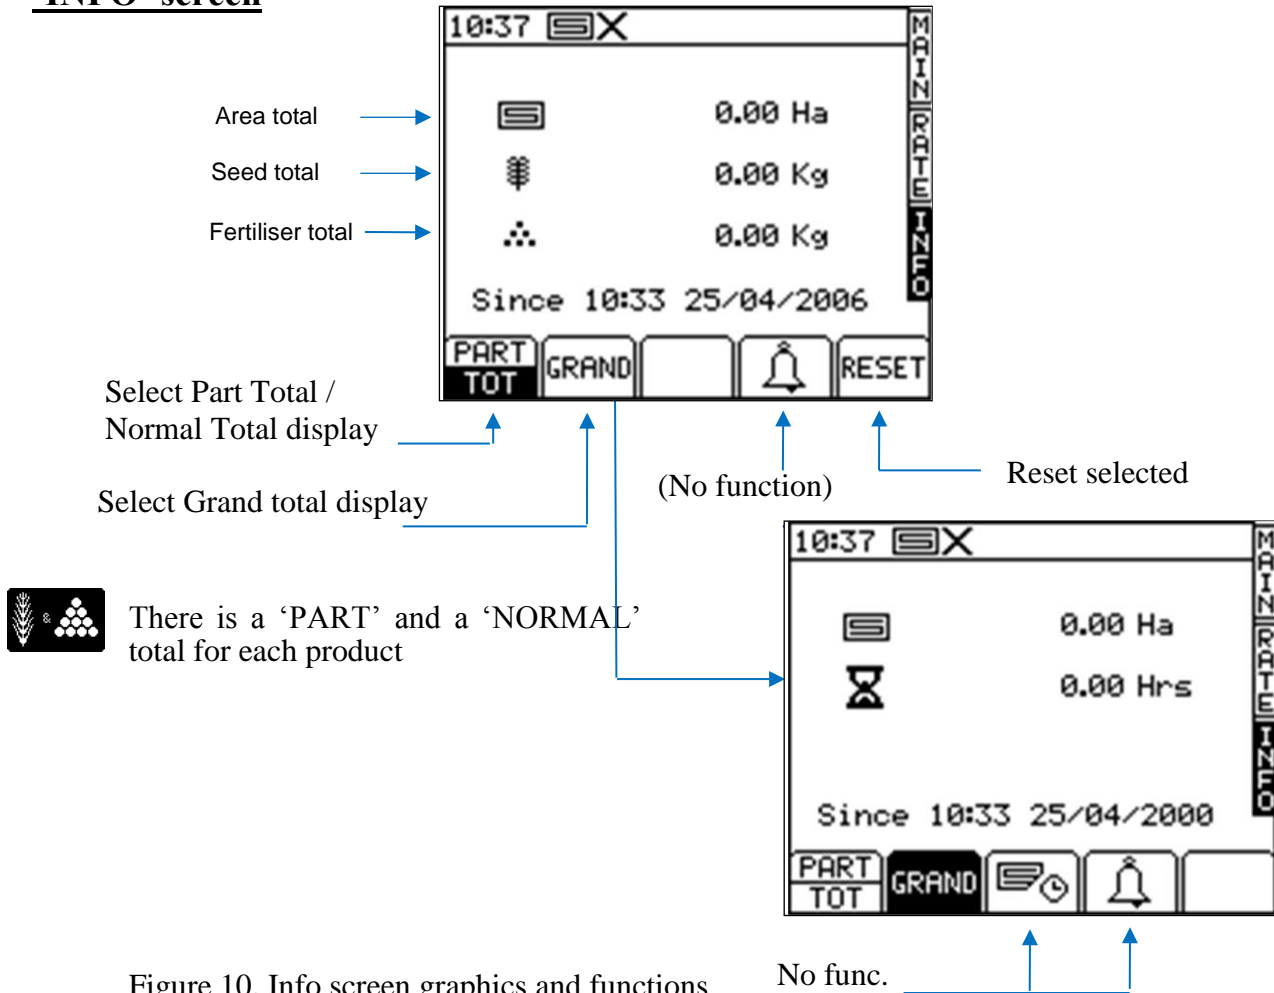 'INFO' screen
10:37
MAIN
RATE
INFO
Area total
0.00 Ha
Seed total
0.00 Kg
Fertiliser total
0.00 Kg
Since 10:33 25/04/2006
PART
TOT
GRAND
RESET
Select Part Total /
Normal Total display
Select Grand total display
(No function)
Reset selected
There is a ‘PART’ and a ‘NORMAL’
total for each product
&
10:37
MAIN
RATE
INFO
0.00 Ha
0.00 Hrs
Since 10:33 25/04/2000
PART
TOT
GRAND
No func.
Figure 10. Info screen graphics and functions